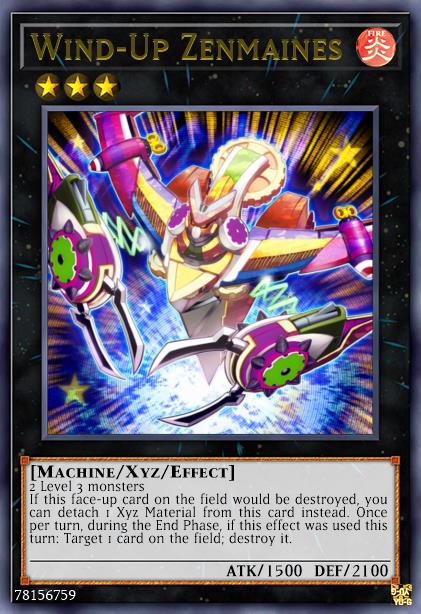 Wind-Up Zenmaines
FIRE
炎
[Machine/Xyz/Effect]
2 Level 3 monsters
If this face-up card on the field would be destroyed, you
can detach 1 Xyz Material from this card instead. Once
per turn, during the End Phase, if this effect was used this
turn: Target 1 card on the field; destroy it.
ATK/1500 DEF/2100
78156759